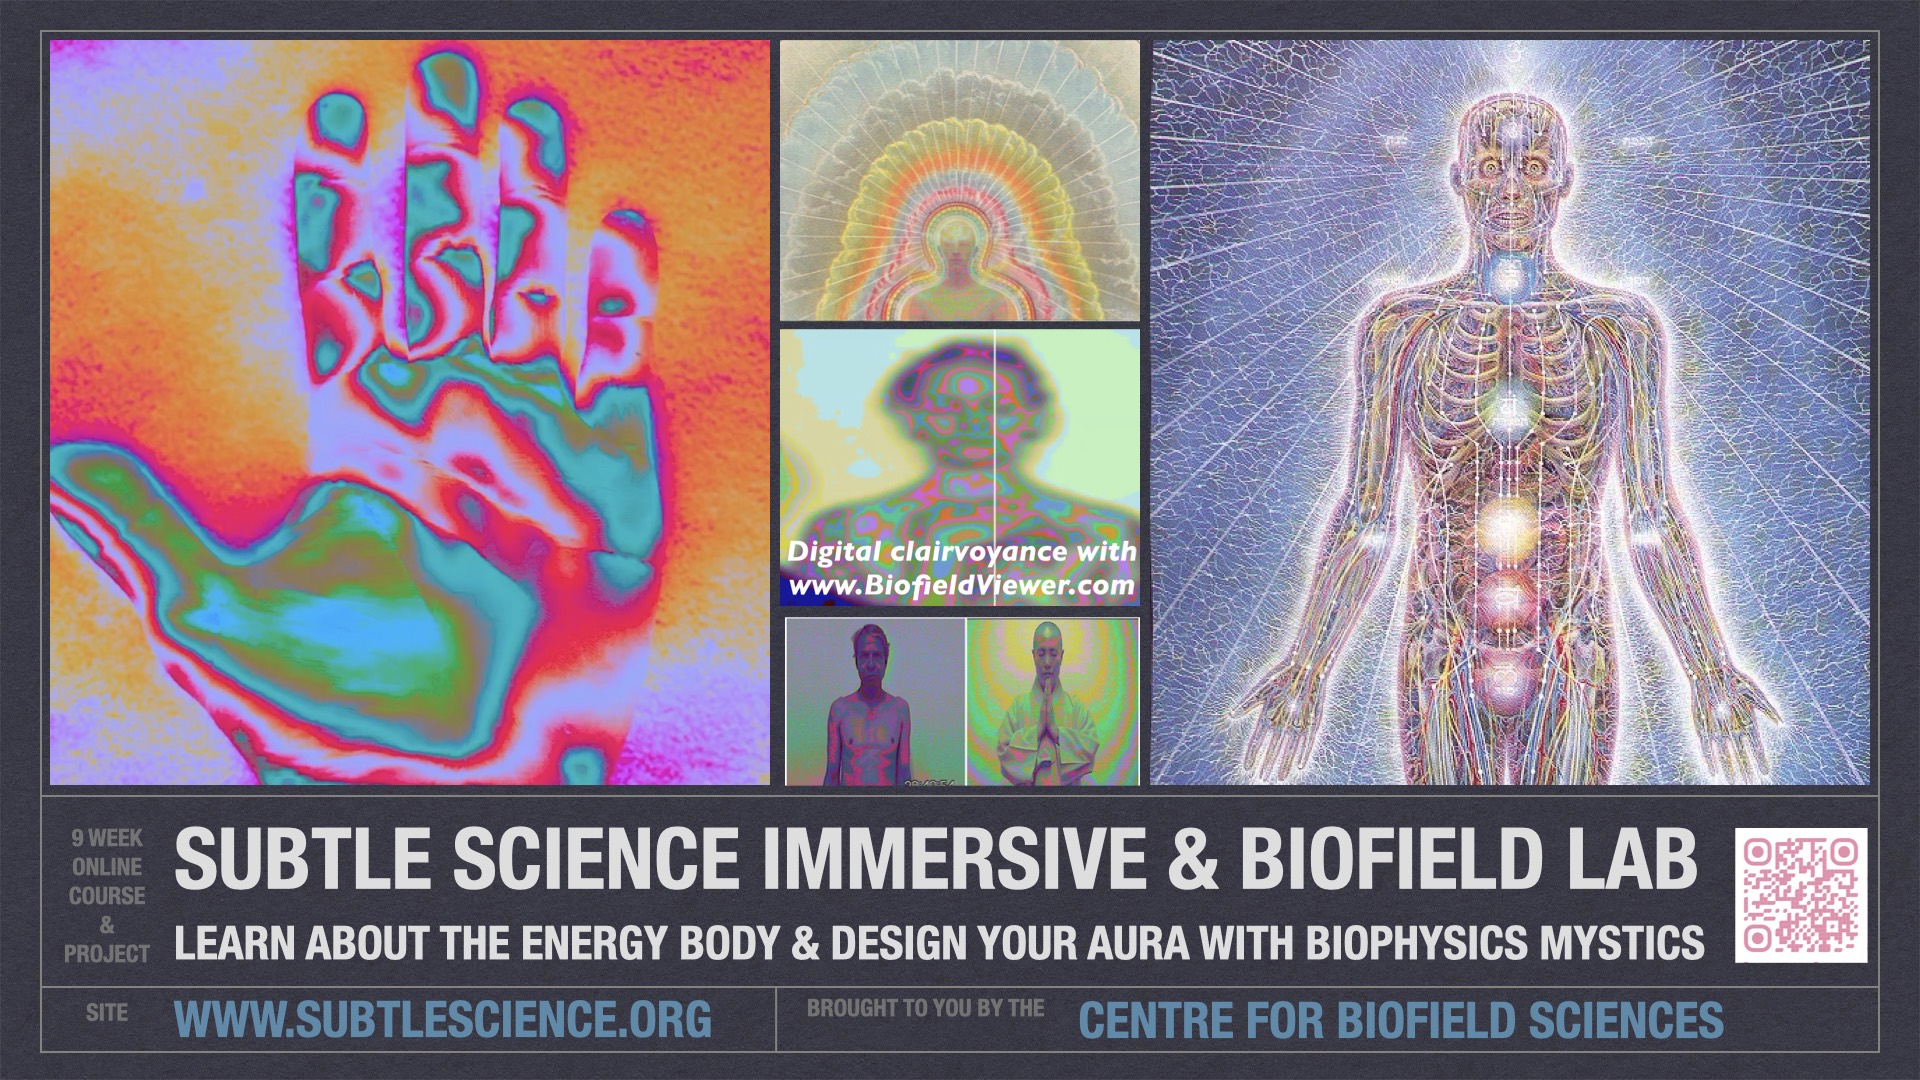 Digital clairvoyance with
www.BiofieldViewer.com
9 WEEK
ONLINE
COURSE
&
PROJECT
SUBTLE SCIENCE IMMERSIVE & BIOFIELD LAB
LEARN ABOUT THE ENERGY BODY & DESIGN YOUR AURA WITH BIOPHYSICS MYSTICS
SITE
WWW.SUBTLESCIENCE.ORG
BROUGHT TO YOU BY THE
CENTRE FOR BIOFIELD SCIENCES